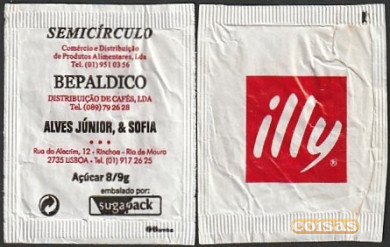 SEMICÍRCULO
Comércio e Distribuição
de Produtos Alimentares, Lda
Tel. (01) 951 03 56
BEPALDICO
DISTRIBUIÇÃO DE CAFÉS, LDA
Tel. (089) 79 26 28
ALVES JÚNIOR, & SOFIA
Rua do Alecrim, 12 - Rinchoa - Rio de Mouro
2735 LISBOA - Tel. (01) 917 26 25
Açúcar 8/9g
embalado por:
sugapack
illy
coisas